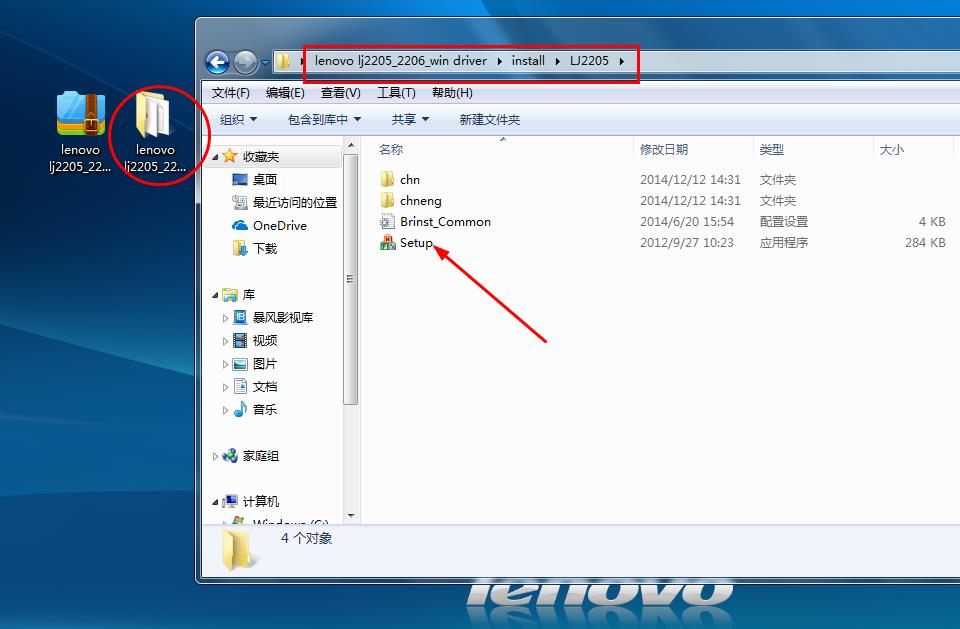 lenovo
lj2205_22...
lenovo
lj2205_22...
lenovo lj2205_2206_win driver install LJ2205
文件(F) 编辑(E) 查看(V) 工具(T) 帮助(H)
组织 包含到库中 共享 新建文件夹
名称 修改日期 类型 大小
收藏夹
桌面
最近访问的位置
OneDrive
下载
库
暴风影视库
视频
图片
文档
音乐
家庭组
计算机
Windows (C:)
chn 2014/12/12 14:31 文件夹
chneng 2014/12/12 14:31 文件夹
Brinst_Common 2014/6/20 15:54 配置设置 4 KB
Setup 2012/9/27 10:23 应用程序 284 KB
4 个对象
lenovo